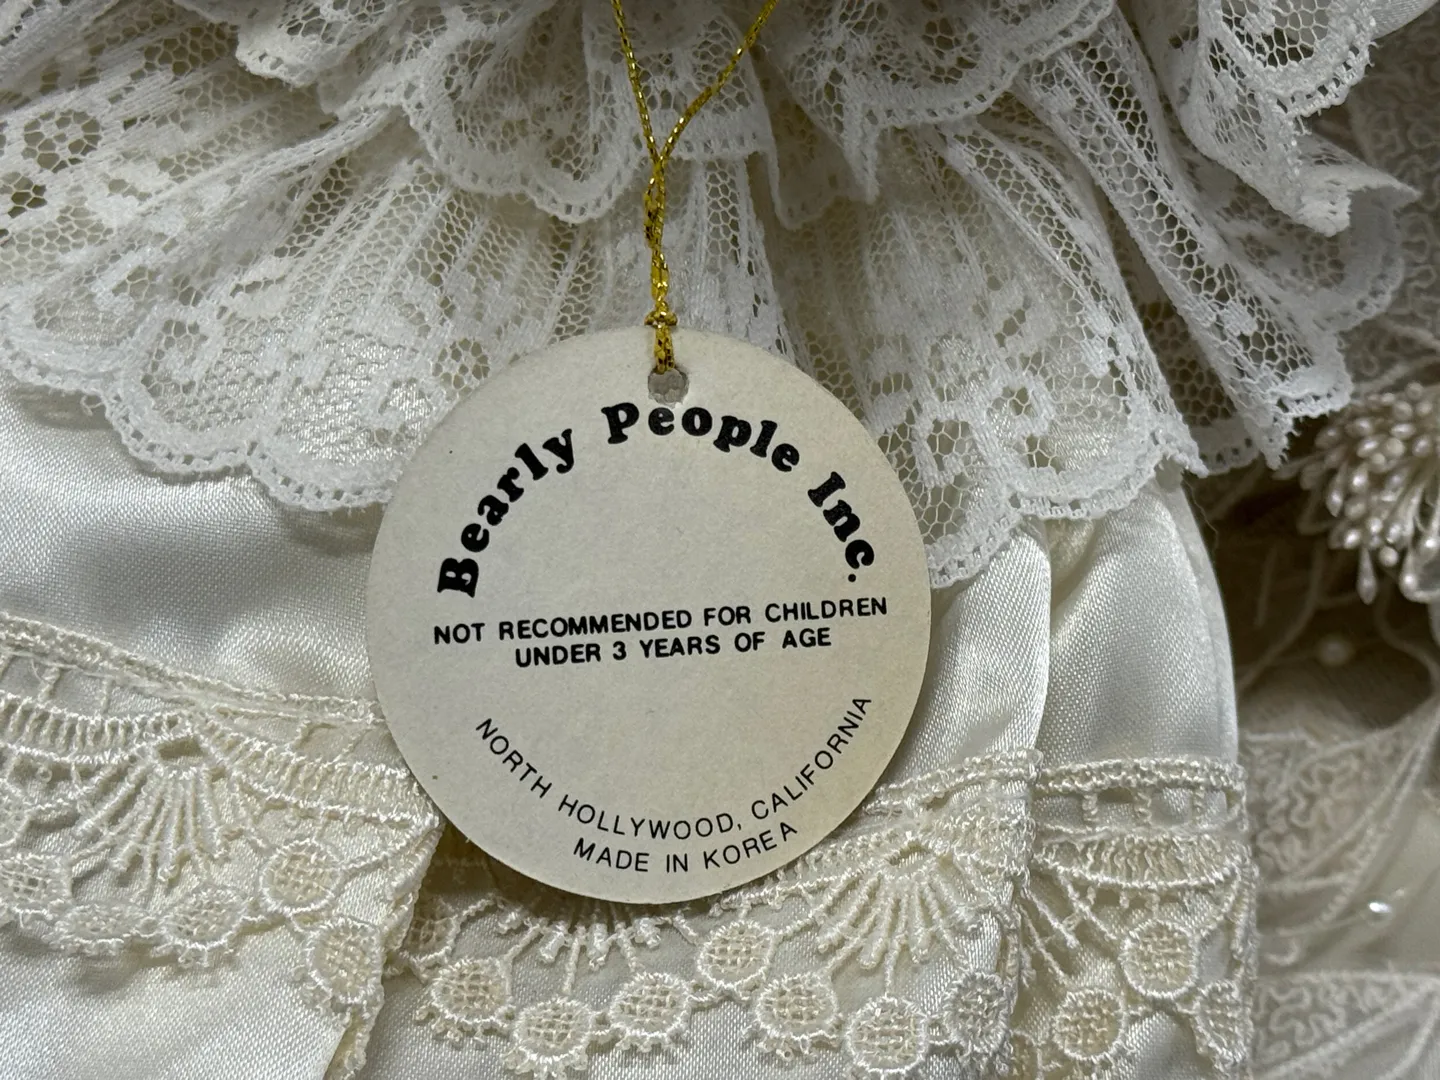 Bearly People Inc.
NOT RECOMMENDED FOR CHILDREN
UNDER 3 YEARS OF AGE
NORTH HOLLYWOOD, CALIFORNIA
MADE IN KOREA